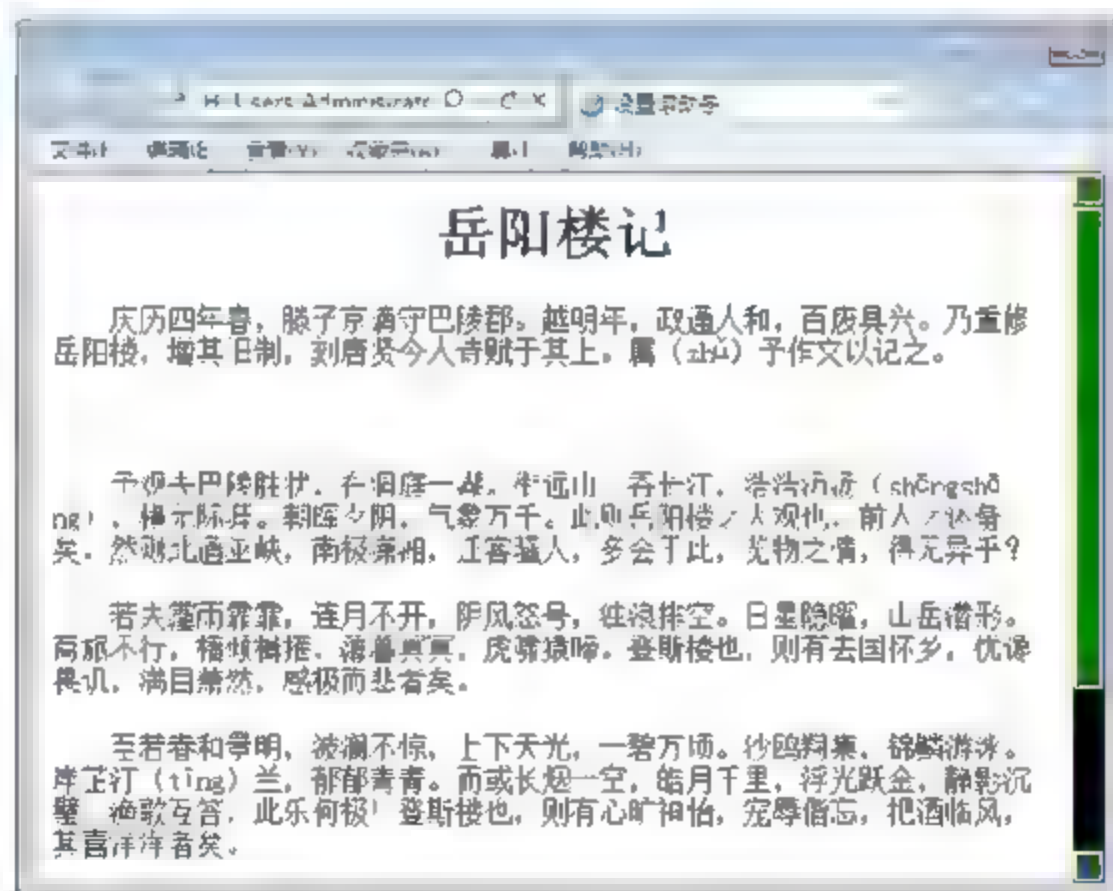 设置滚动条
查看(V) 收藏夹(A) 帮助(H)
岳阳楼记
庆历四年春，滕子京谪守巴陵郡。越明年，政通人和，百废具兴。乃重修
岳阳楼，增其旧制，刻唐贤今人诗赋于其上，属（zhǔ）予作文以记之。
予观夫巴陵胜状，在洞庭一湖。衔远山，吞长江，浩浩汤汤（shāngshā
ng），横无际涯。朝晖夕阴，气象万千。此则岳阳楼之大观也，前人之述备
矣。然则北通巫峡，南极潇湘，迁客骚人，多会于此，览物之情，得无异乎？
若夫霪雨霏霏，连月不开，阴风怒号，浊浪排空。日星隐曜，山岳潜形。
商旅不行，樯倾楫摧。薄暮冥冥，虎啸猿啼。登斯楼也，则有去国怀乡，忧谗
畏讥，满目萧然，感极而悲者矣。
至若春和景明，波澜不惊，上下天光，一碧万顷。沙鸥翔集，锦鳞游泳。
岸芷汀（tīng）兰，郁郁青青。而或长烟一空，皓月千里，浮光跃金，静影沉
璧，渔歌互答，此乐何极！登斯楼也，则有心旷神怡，宠辱偕忘，把酒临风，
其喜洋洋者矣。